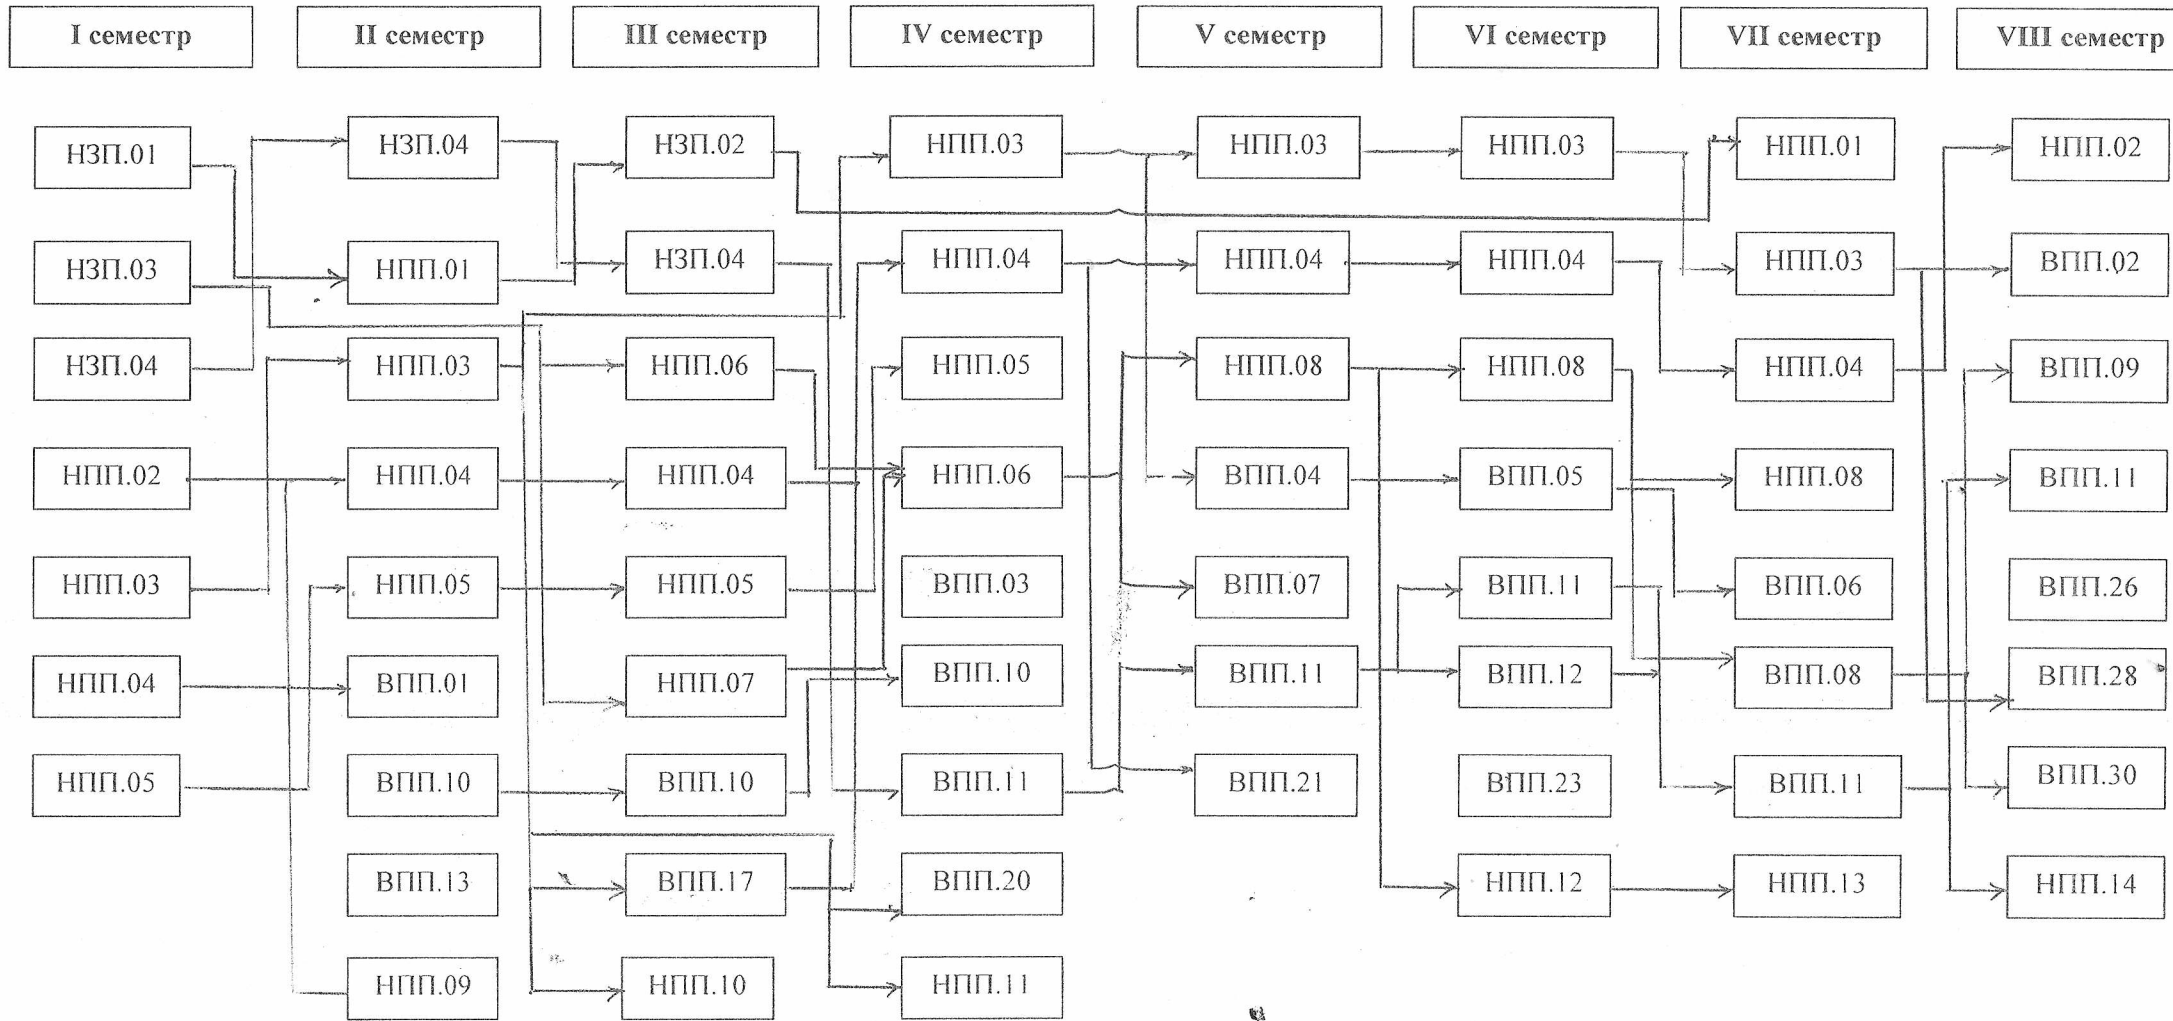 I семестр
II семестр
III семестр
IV семестр
V семестр
VI семестр
VII семестр
VIII семестр
НЗП.01
НЗП.04
НЗП.02
НПП.03
НПП.03
НПП.03
НПП.01
НПП.02
НЗП.03
НПП.01
НЗП.04
НПП.04
НПП.04
НПП.04
НПП.03
ВПП.02
НЗП.04
НПП.03
НПП.06
НПП.05
НПП.08
НПП.08
НПП.04
ВПП.09
НПП.02
НПП.04
НПП.04
НПП.06
ВПП.04
ВПП.05
НПП.08
ВПП.11
НПП.03
НПП.05
НПП.05
ВПП.03
ВПП.07
ВПП.11
ВПП.06
ВПП.26
НПП.04
ВПП.01
НПП.07
ВПП.10
ВПП.11
ВПП.12
ВПП.08
ВПП.28
НПП.05
ВПП.10
ВПП.10
ВПП.11
ВПП.21
ВПП.23
ВПП.11
ВПП.30
ВПП.13
ВПП.17
ВПП.20
НПП.12
НПП.13
НПП.14
НПП.09
НПП.10
НПП.11